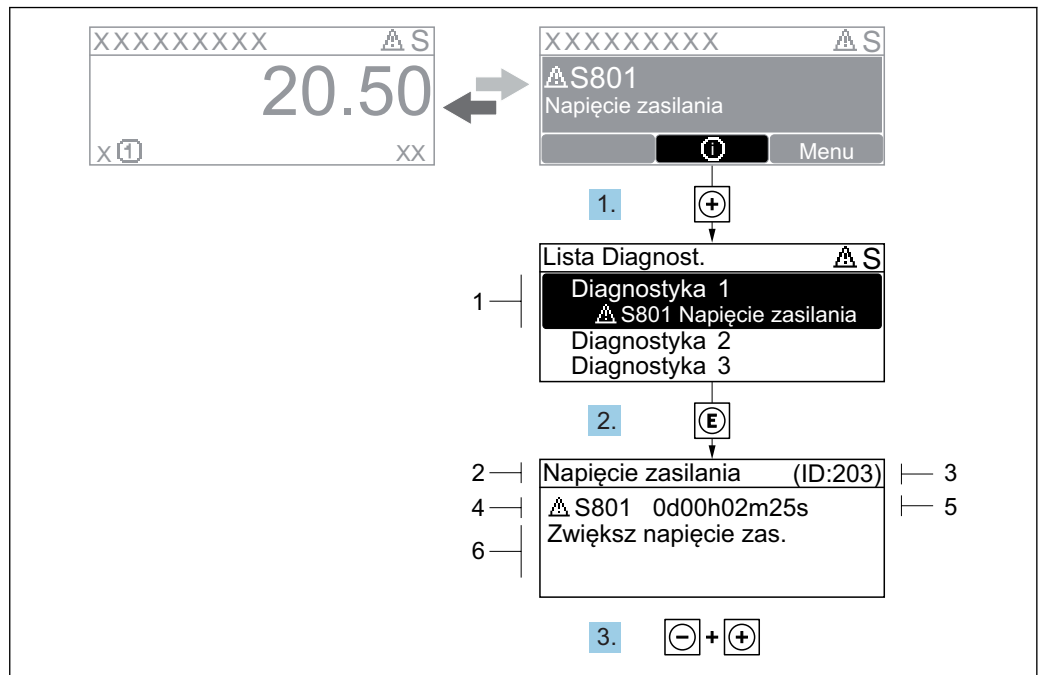 XXXXXXXXX ⚠ S
20.50
X 1 XX
XXXXXXXXX ⚠ S
⚠ S801
Napięcie zasilania
i Menu
1. +
Lista Diagnost. ⚠ S
1 Diagnostyka 1
⚠ S801 Napięcie zasilania
Diagnostyka 2
Diagnostyka 3
2. E
2 Napięcie zasilania (ID:203) 3
4 ⚠ S801 0d00h02m25s 5
6 Zwiększ napięcie zas.
3. - + +